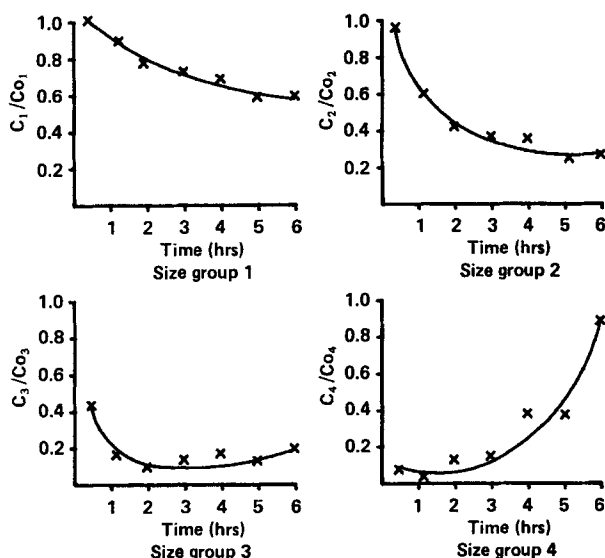 C₁/Co₁
1.0
0.8
0.6
0.4
0.2
1 2 3 4 5 6
Time (hrs)
Size group 1
C₂/Co₂
1.0
0.8
0.6
0.4
0.2
1 2 3 4 5 6
Time (hrs)
Size group 2
C₃/Co₃
1.0
0.8
0.6
0.4
0.2
1 2 3 4 5 6
Time (hrs)
Size group 3
C₄/Co₄
1.0
0.8
0.6
0.4
0.2
1 2 3 4 5 6
Time (hrs)
Size group 4